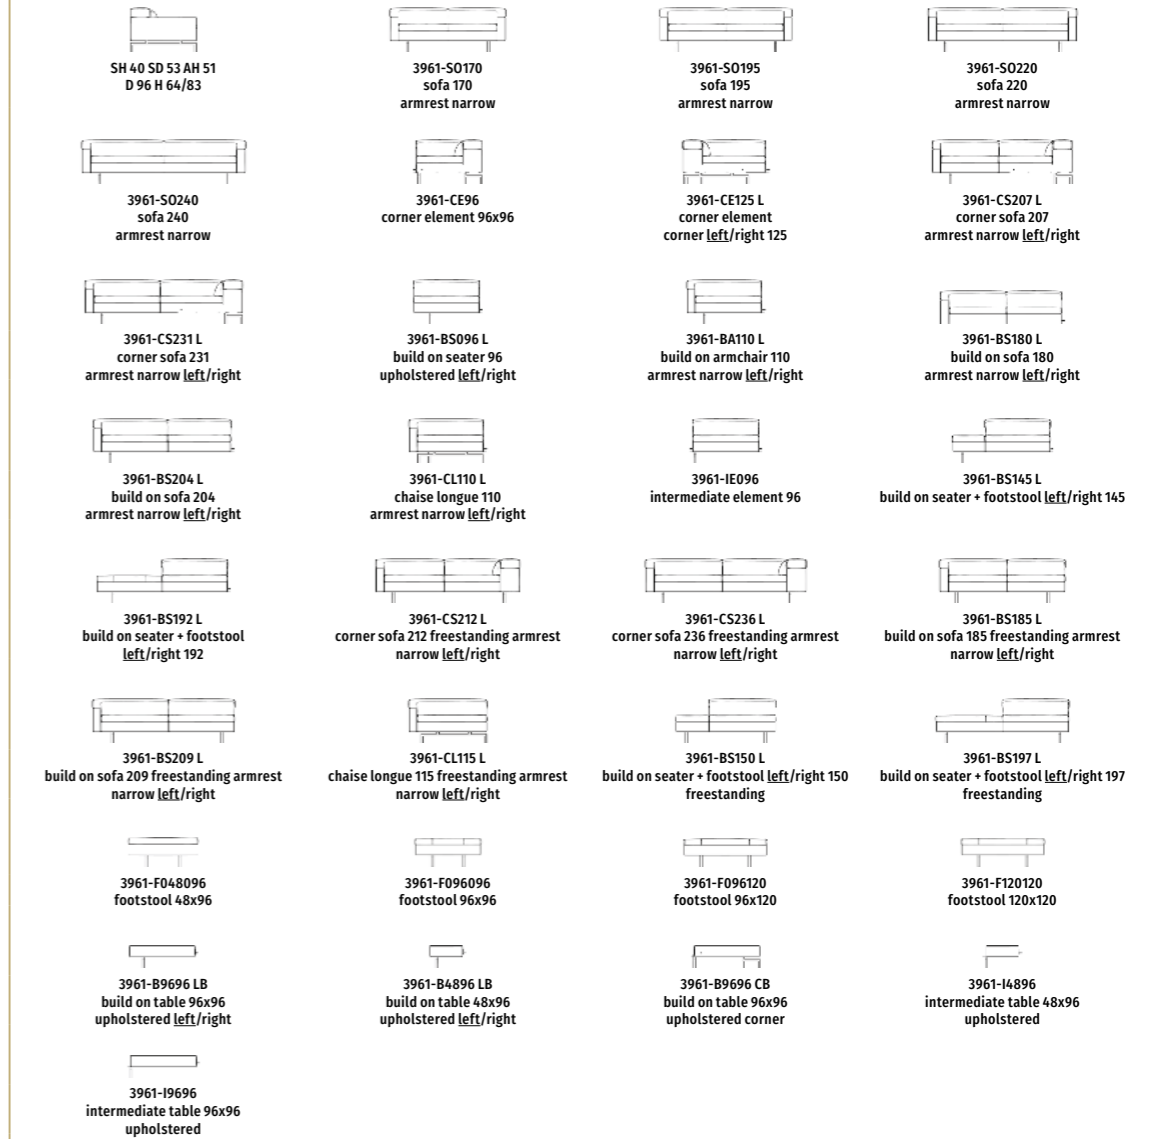 SH 40 SD 53 AH 51
D 96 H 64/83
3961-SO170
sofa 170
armrest narrow
3961-SO195
sofa 195
armrest narrow
3961-SO220
sofa 220
armrest narrow
3961-SO240
sofa 240
armrest narrow
3961-CE96
corner element 96x96
3961-CE125 L
corner element
corner left/right 125
3961-CS207 L
corner sofa 207
armrest narrow left/right
3961-CS231 L
corner sofa 231
armrest narrow left/right
3961-BS096 L
build on seater 96
upholstered left/right
3961-BA110 L
build on armchair 110
armrest narrow left/right
3961-BS180 L
build on sofa 180
armrest narrow left/right
3961-BS204 L
build on sofa 204
armrest narrow left/right
3961-CL110 L
chaise longue 110
armrest narrow left/right
3961-IE096
intermediate element 96
3961-BS145 L
build on seater + footstool left/right 145
3961-BS192 L
build on seater + footstool
left/right 192
3961-CS212 L
corner sofa 212 freestanding armrest
narrow left/right
3961-CS236 L
corner sofa 236 freestanding armrest
narrow left/right
3961-BS185 L
build on sofa 185 freestanding armrest
narrow left/right
3961-BS209 L
build on sofa 209 freestanding armrest
narrow left/right
3961-CL115 L
chaise longue 115 freestanding armrest
narrow left/right
3961-BS150 L
build on seater + footstool left/right 150
freestanding
3961-BS197 L
build on seater + footstool left/right 197
freestanding
3961-F048096
footstool 48x96
3961-F096096
footstool 96x96
3961-F096120
footstool 96x120
3961-F120120
footstool 120x120
3961-B9696 LB
build on table 96x96
upholstered left/right
3961-B4896 LB
build on table 48x96
upholstered left/right
3961-B9696 CB
build on table 96x96
upholstered corner
3961-I4896
intermediate table 48x96
upholstered
3961-I9696
intermediate table 96x96
upholstered